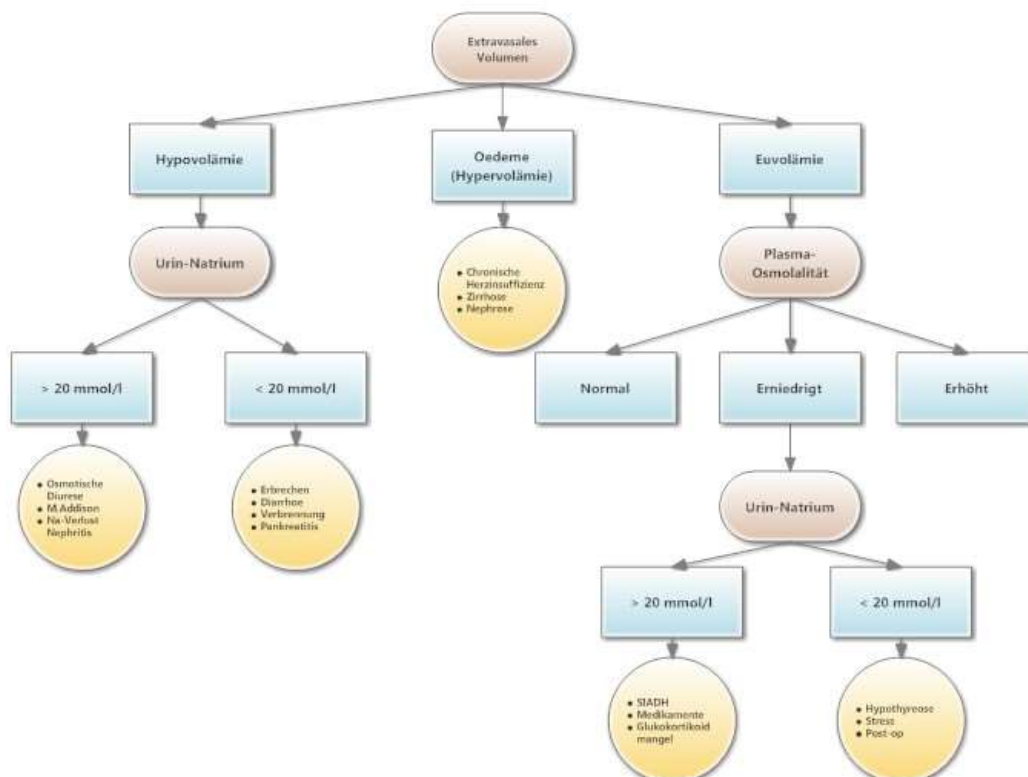 Extravasales
Volumen
Hypovolämie
Oedeme
(Hypervolämie)
Euvolämie
Urin-Natrium
• Chronische
Herzinsuffizienz
• Zirrhose
• Nephrose
Plasma-
Osmolalität
> 20 mmol/l
< 20 mmol/l
Normal
Erniedrigt
Erhöht
• Osmotische
Diurese
• M.Addison
• Na-Verlust
Nephritis
• Erbrechen
• Diarrhoe
• Verbrennung
• Pankreatitis
Urin-Natrium
> 20 mmol/l
< 20 mmol/l
• SIADH
• Medikamente
• Glukokortikoid
mangel
• Hypothyreose
• Stress
• Post-op